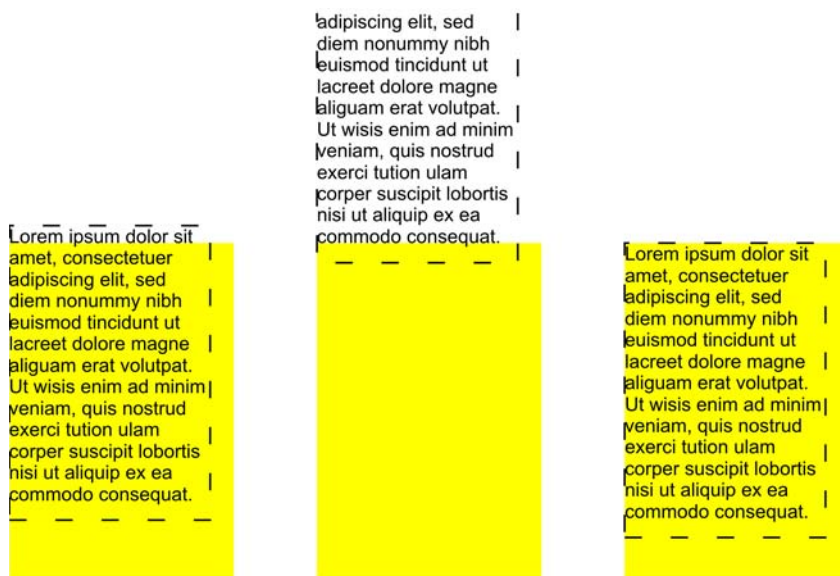 Lorem ipsum dolor sit
amet, consectetuer
adipiscing elit, sed
diem nonummy nibh
euismod tincidunt ut
lacreet dolore magne
aliguam erat volutpat.
Ut wisis enim ad minim
veniam, quis nostrud
exerci tution ulam
corper suscipit lobortis
nisi ut aliquip ex ea
commodo consequat.
adipiscing elit, sed
diem nonummy nibh
euismod tincidunt ut
lacreet dolore magne
aliguam erat volutpat.
Ut wisis enim ad minim
veniam, quis nostrud
exerci tution ulam
corper suscipit lobortis
nisi ut aliquip ex ea
commodo consequat.
Lorem ipsum dolor sit
amet, consectetuer
adipiscing elit, sed
diem nonummy nibh
euismod tincidunt ut
lacreet dolore magne
aliguam erat volutpat.
Ut wisis enim ad minim
veniam, quis nostrud
exerci tution ulam
corper suscipit lobortis
nisi ut aliquip ex ea
commodo consequat.